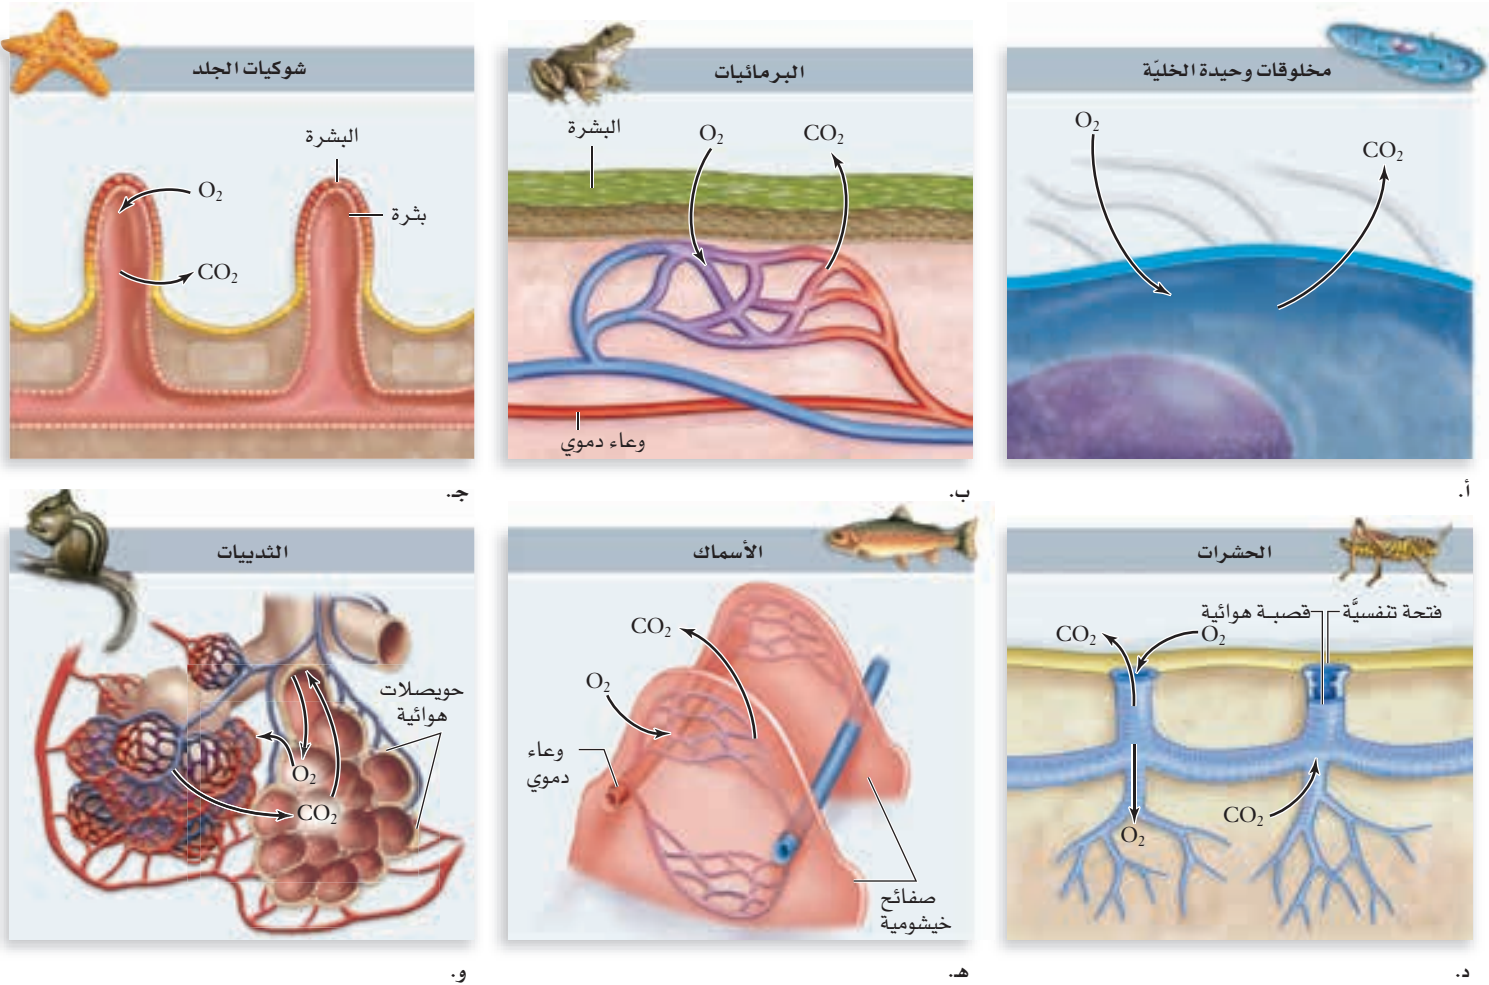 مخلوقات وحيدة الخليّة
O₂
CO₂
أ.
البرمائيات
البشرة
O₂
CO₂
وعاء دموي
ب.
شوكيات الجلد
البشرة
O₂
بثرة
CO₂
جـ.
الحشرات
فتحة تنفسيَّة
قصبة هوائية
O₂
CO₂
CO₂
O₂
د.
الأسماك
CO₂
O₂
وعاء
دموي
صفائح
خيشومية
هـ.
الثدييات
حويصلات
هوائية
O₂
CO₂
و.